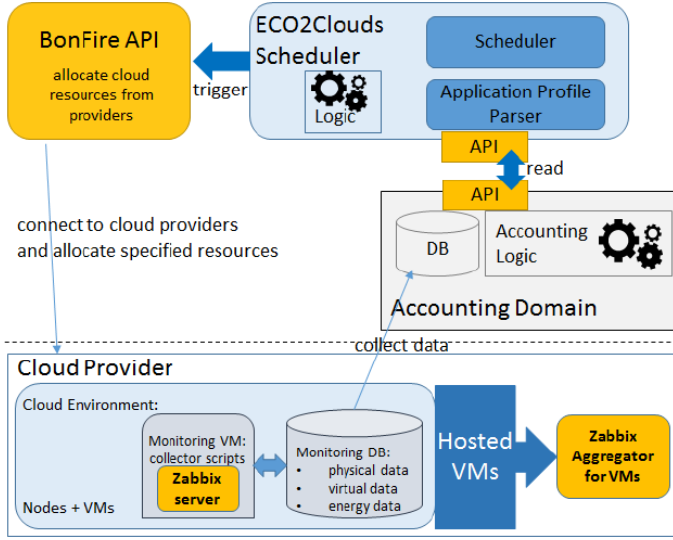 BonFire API
allocate cloud
resources from
providers
trigger
ECO2Clouds
Scheduler
Logic
Scheduler
Application Profile
Parser
API
read
API
connect to cloud providers
and allocate specified resources
DB
Accounting
Logic
Accounting Domain
collect data
Cloud Provider
Cloud Environment:
Monitoring VM:
collector scripts
Zabbix
server
Nodes + VMs
Monitoring DB:
• physical data
• virtual data
• energy data
Hosted
VMs
Zabbix
Aggregator
for VMs